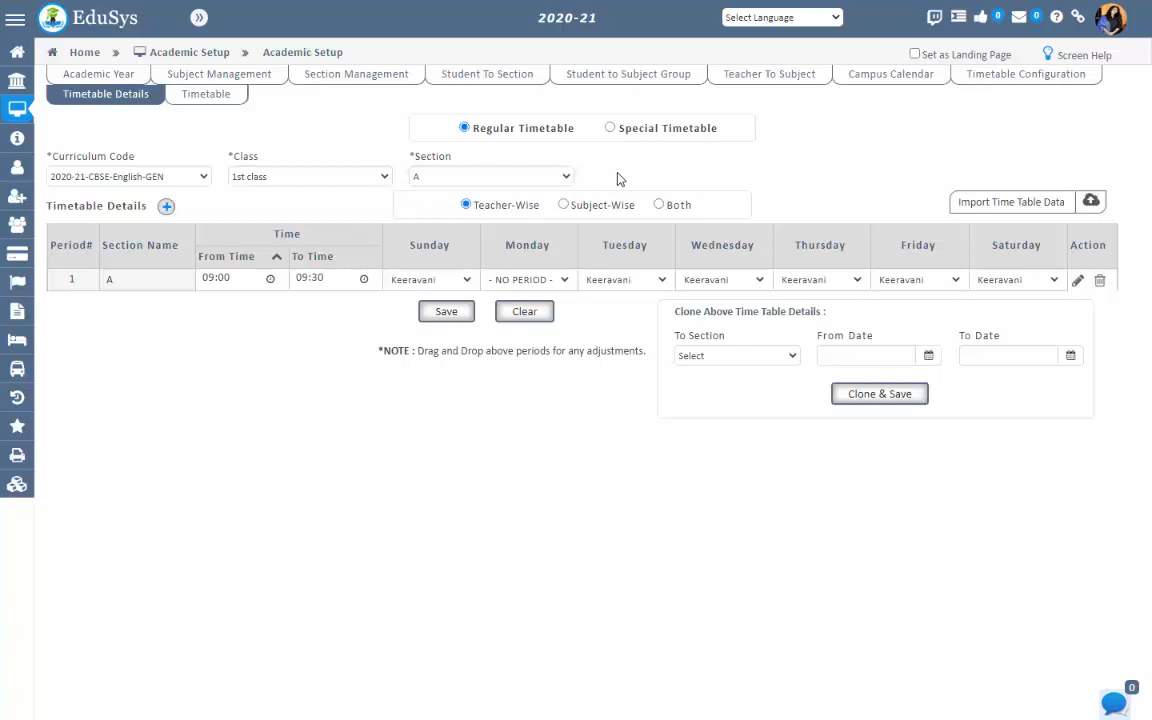 EduSys
2020-21
Select Language
0
0
Home » Academic Setup » Academic Setup
Set as Landing Page
Screen Help
Academic Year
Subject Management
Section Management
Student To Section
Student to Subject Group
Teacher To Subject
Campus Calendar
Timetable Configuration
Timetable Details
Timetable
Regular Timetable
Special Timetable
*Curriculum Code
*Class
*Section
2020-21-CBSE-English-GEN
1st class
A
Timetable Details
Teacher-Wise
Subject-Wise
Both
Import Time Table Data
Period#
Section Name
Time
From Time
To Time
Sunday
Monday
Tuesday
Wednesday
Thursday
Friday
Saturday
Action
1
A
09:00
09:30
Keeravani
- NO PERIOD -
Keeravani
Keeravani
Keeravani
Keeravani
Keeravani
Save
Clear
*NOTE : Drag and Drop above periods for any adjustments.
Clone Above Time Table Details :
To Section
From Date
To Date
Select
Clone & Save
0